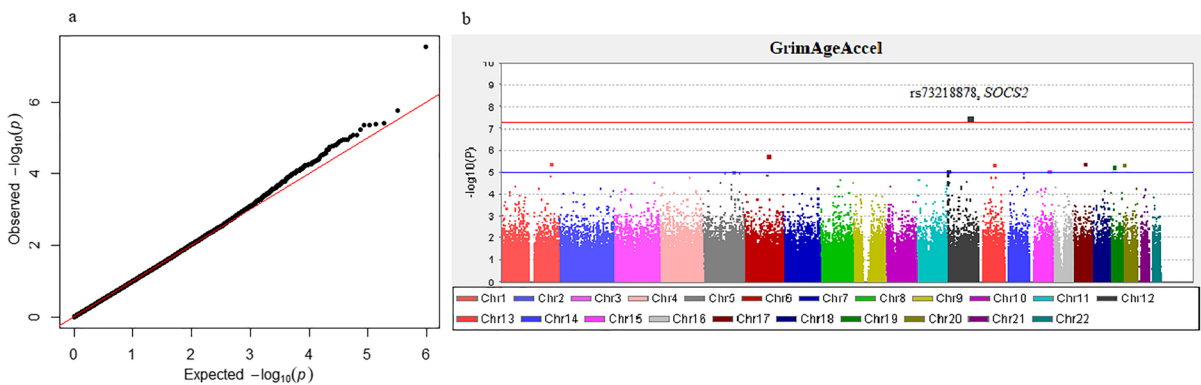 a
Observed −log10(p)
6
4
2
0
0 1 2 3 4 5 6
Expected −log10(p)
b
GrimAgeAccel
rs73218878, SOCS2
-log10(P)
10
9
8
7
6
5
4
3
2
1
0
Chr1 Chr2 Chr3 Chr4 Chr5 Chr6 Chr7 Chr8 Chr9 Chr10 Chr11 Chr12
Chr13 Chr14 Chr15 Chr16 Chr17 Chr18 Chr19 Chr20 Chr21 Chr22